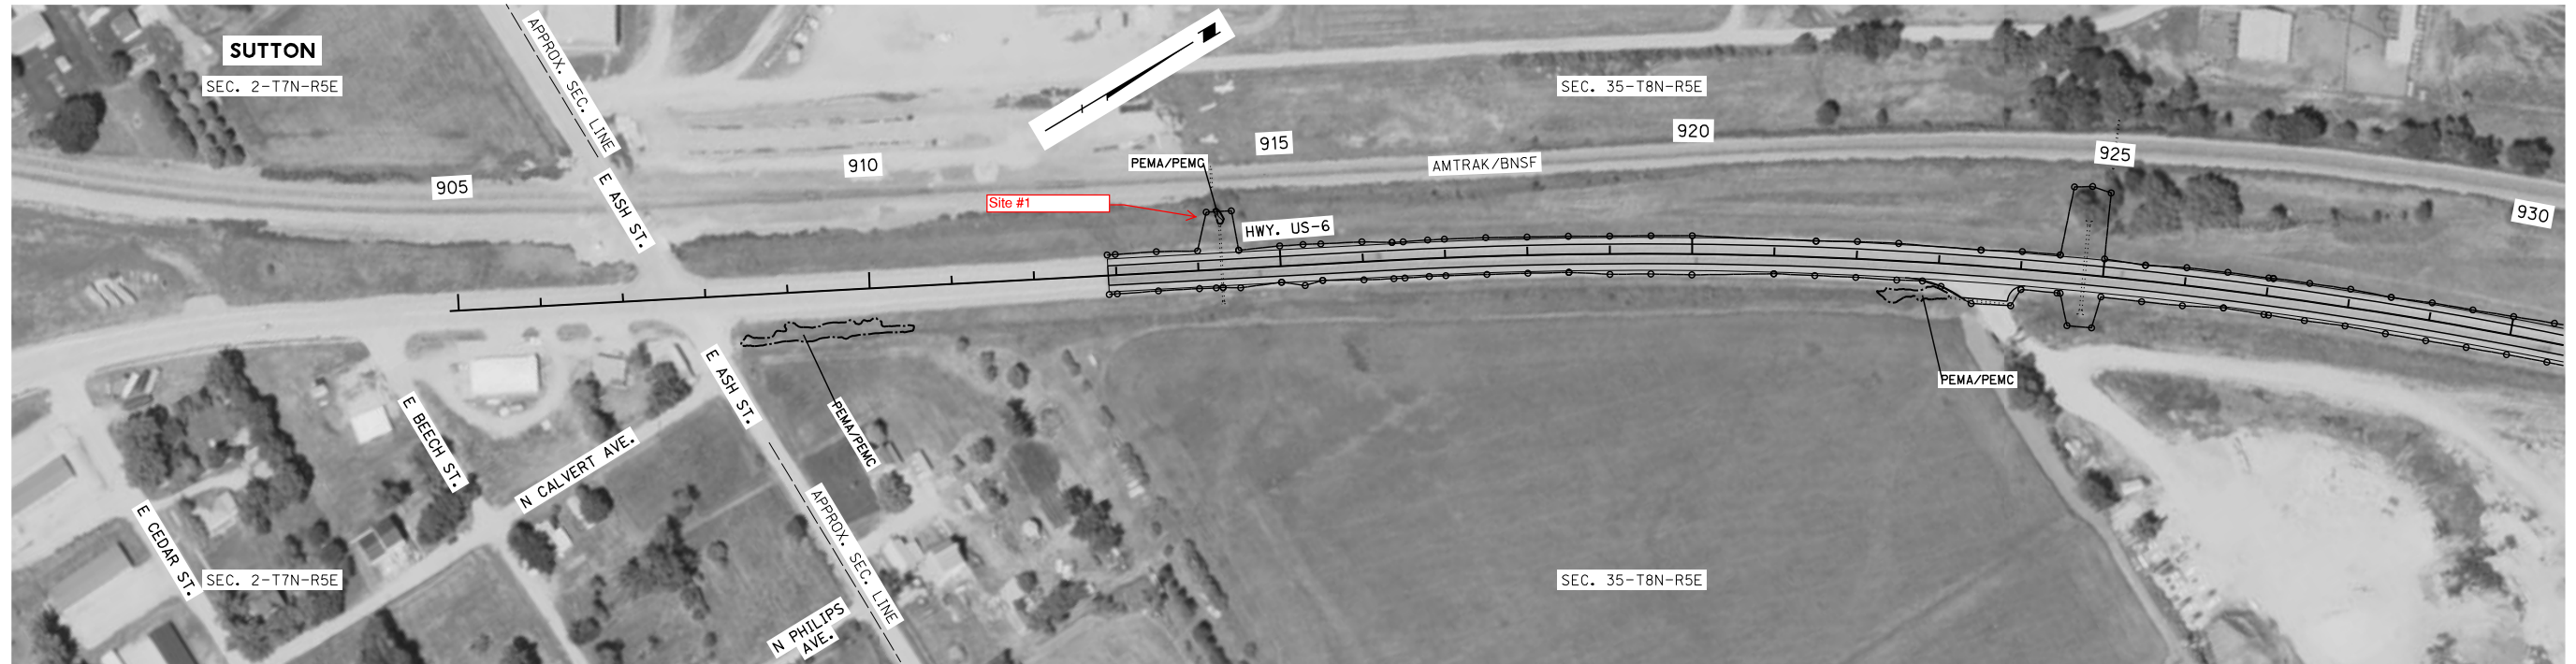 SUTTON
SEC. 2-T7N-R5E
APPROX. SEC. LINE
E ASH ST.
905
910
PEMA/PEMC
Site #1
915
HWY. US-6
AMTRAK/BNSF
SEC. 35-T8N-R5E
920
925
930
E CEDAR ST.
SEC. 2-T7N-R5E
E BEECH ST.
N CALVERT AVE.
E ASH ST.
PEMA/PEMC
APPROX. SEC. LINE
N PHILIPS
AVE.
PEMA/PEMC
SEC. 35-T8N-R5E